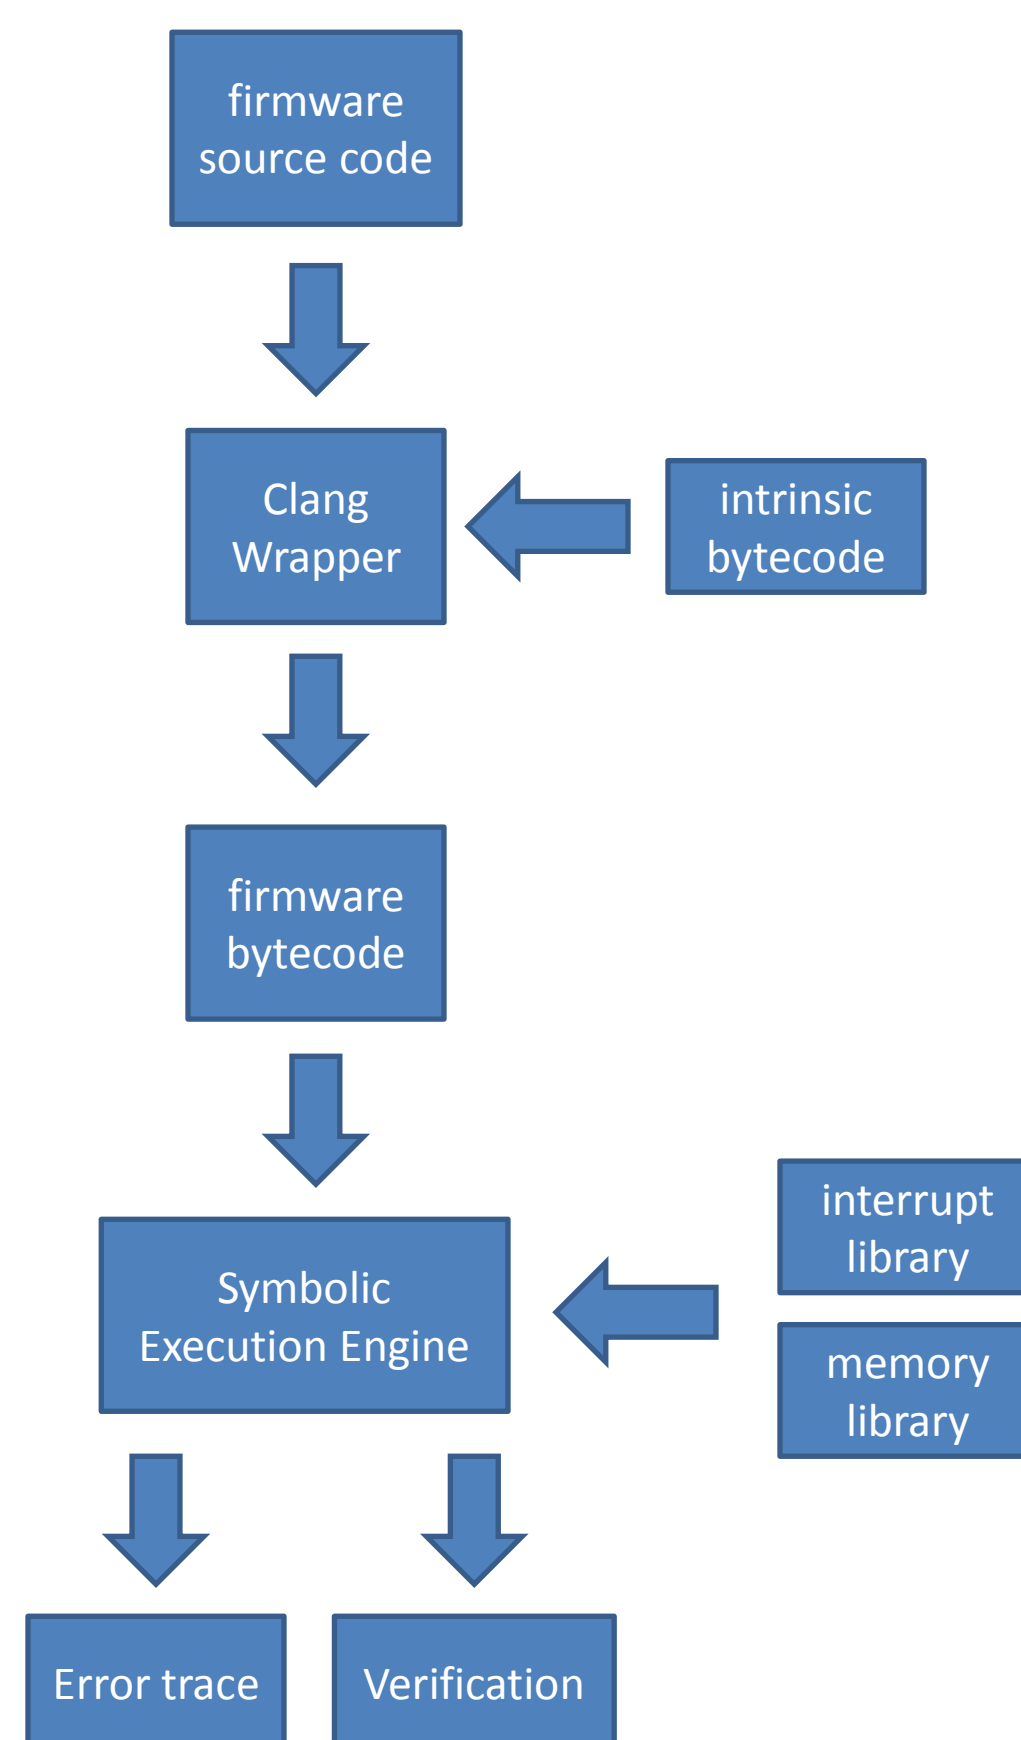 firmware
source code
Clang
Wrapper
intrinsic
bytecode
firmware
bytecode
interrupt
library
Symbolic
Execution Engine
memory
library
Error trace
Verification